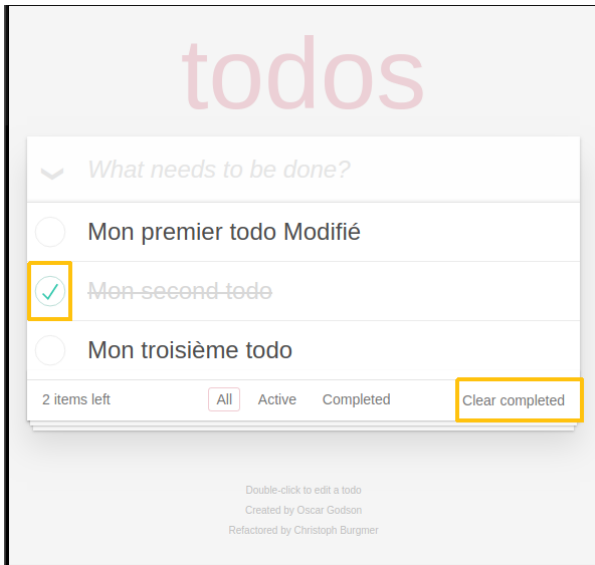 todos
What needs to be done?
Mon premier todo Modifié
Mon second todo
Mon troisième todo
2 items left All Active Completed Clear completed
Double-click to edit a todo
Created by Oscar Godson
Refactored by Christoph Burgmer